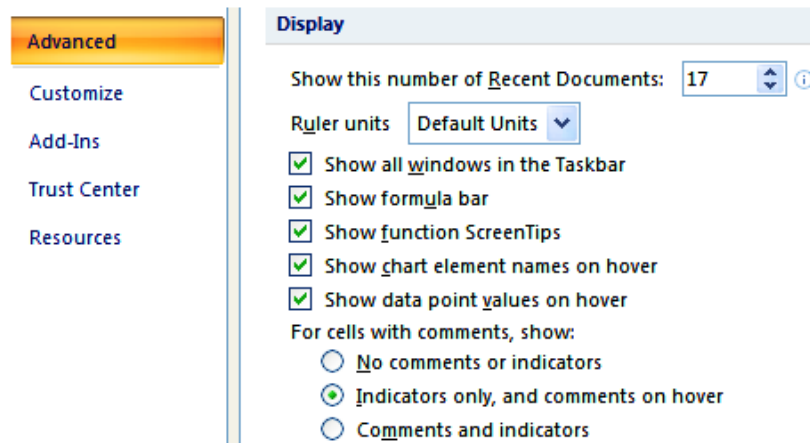 Advanced
Customize
Add-Ins
Trust Center
Resources
Display
Show this number of Recent Documents: 17
Ruler units Default Units
Show all windows in the Taskbar
Show formula bar
Show function ScreenTips
Show chart element names on hover
Show data point values on hover
For cells with comments, show:
No comments or indicators
Indicators only, and comments on hover
Comments and indicators